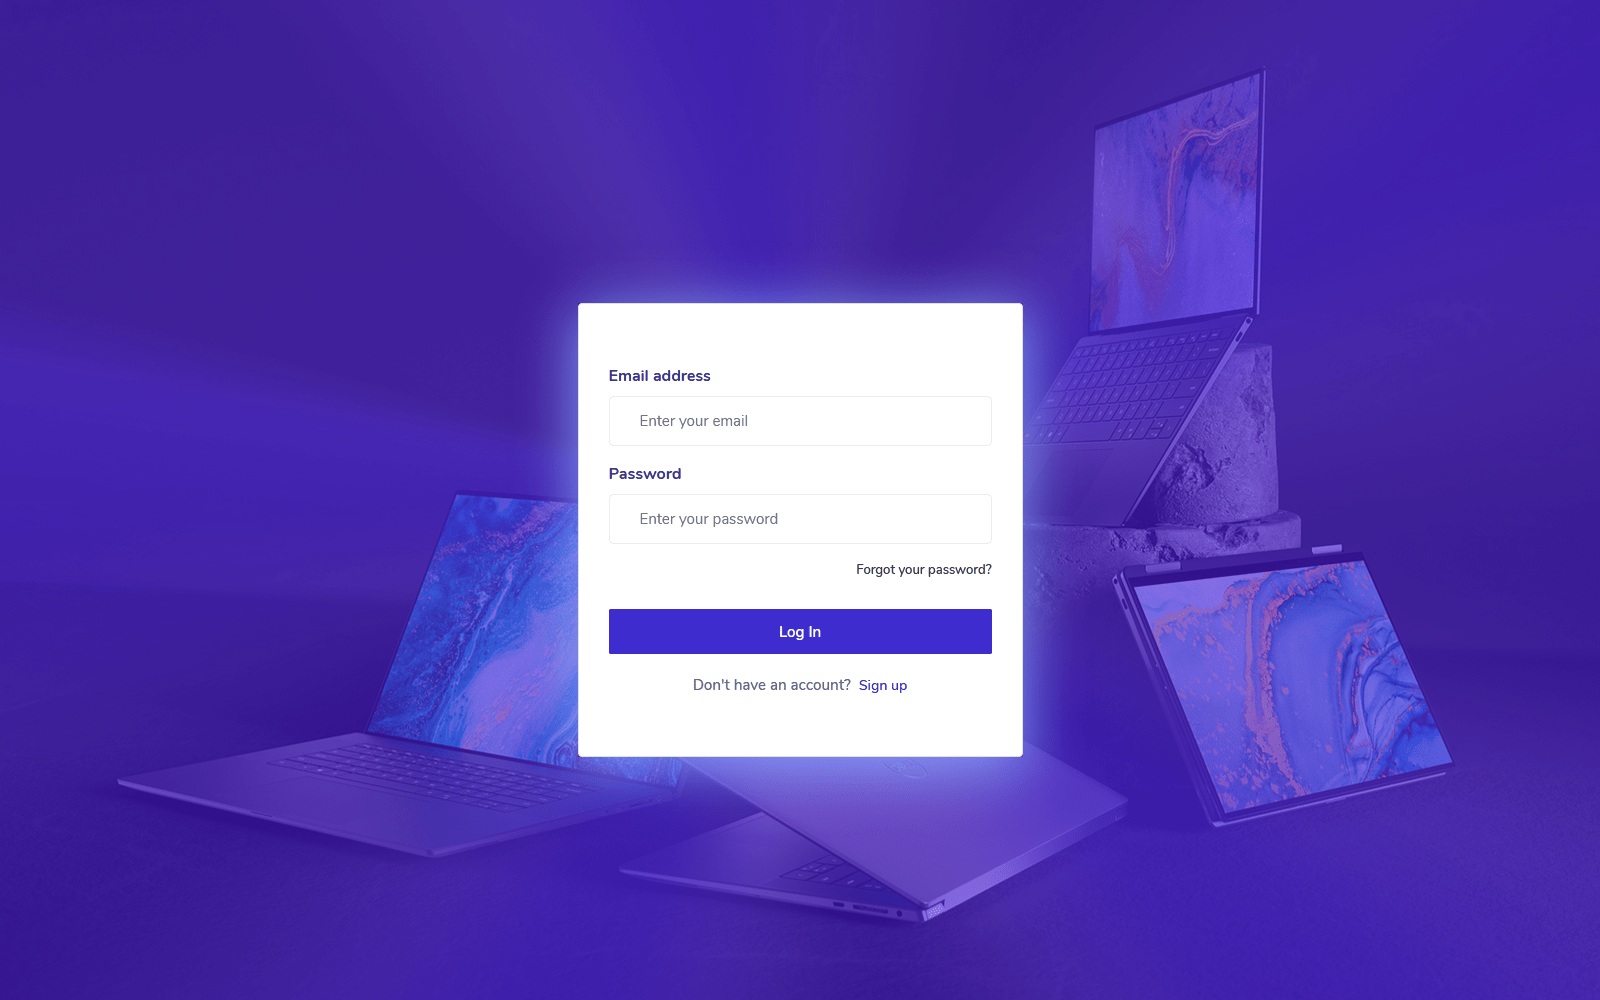 Email address
Enter your email
Password
Enter your password
Forgot your password?
Log In
Don't have an account? Sign up